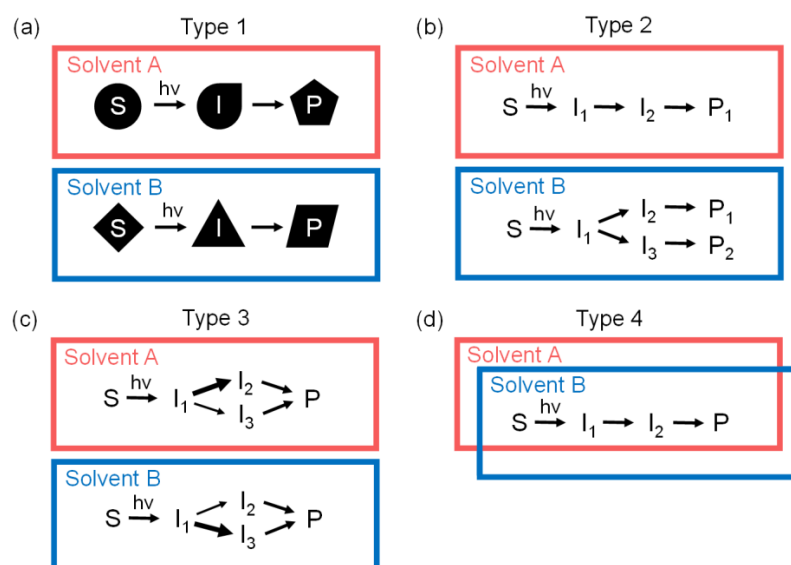 (a) Type 1
Solvent A
hν
S I P
Solvent B
hν
S I P
(b) Type 2
Solvent A
hν
S I₁ I₂ P₁
Solvent B
hν
I₂ P₁
S I₁
I₃ P₂
(c) Type 3
Solvent A
hν
I₂
S I₁ P
I₃
Solvent B
hν
I₂
S I₁ P
I₃
(d) Type 4
Solvent A
Solvent B
hν
S I₁ I₂ P